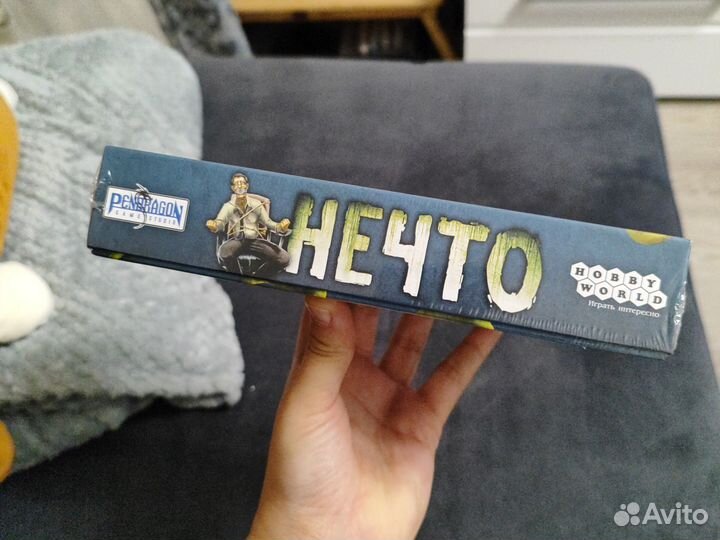 PENDRAGON
GAME STUDIO
НЕЧТО
HOBBY
WORLD
Играть интересно
Avito